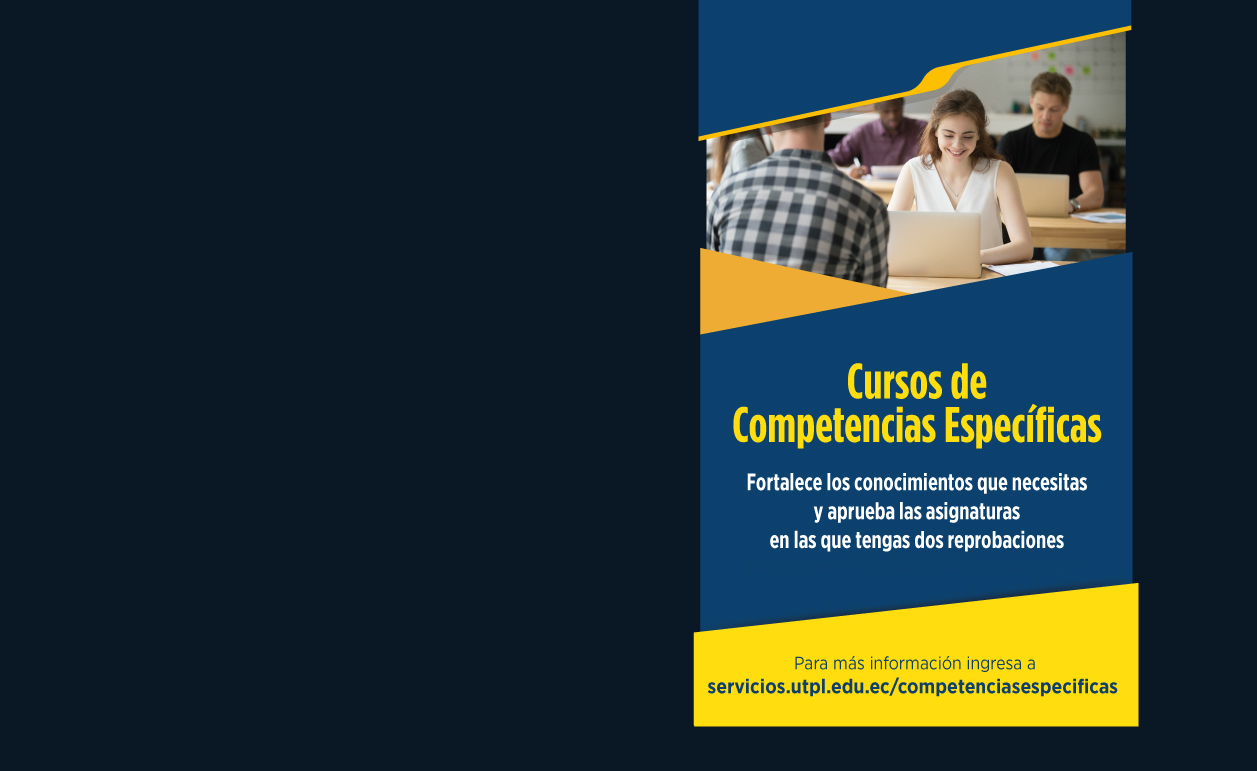 Cursos de
Competencias Específicas
Fortalece los conocimientos que necesitas
y aprueba las asignaturas
en las que tengas dos reprobaciones
Para más información ingresa a
servicios.utpl.edu.ec/competenciasespecificas